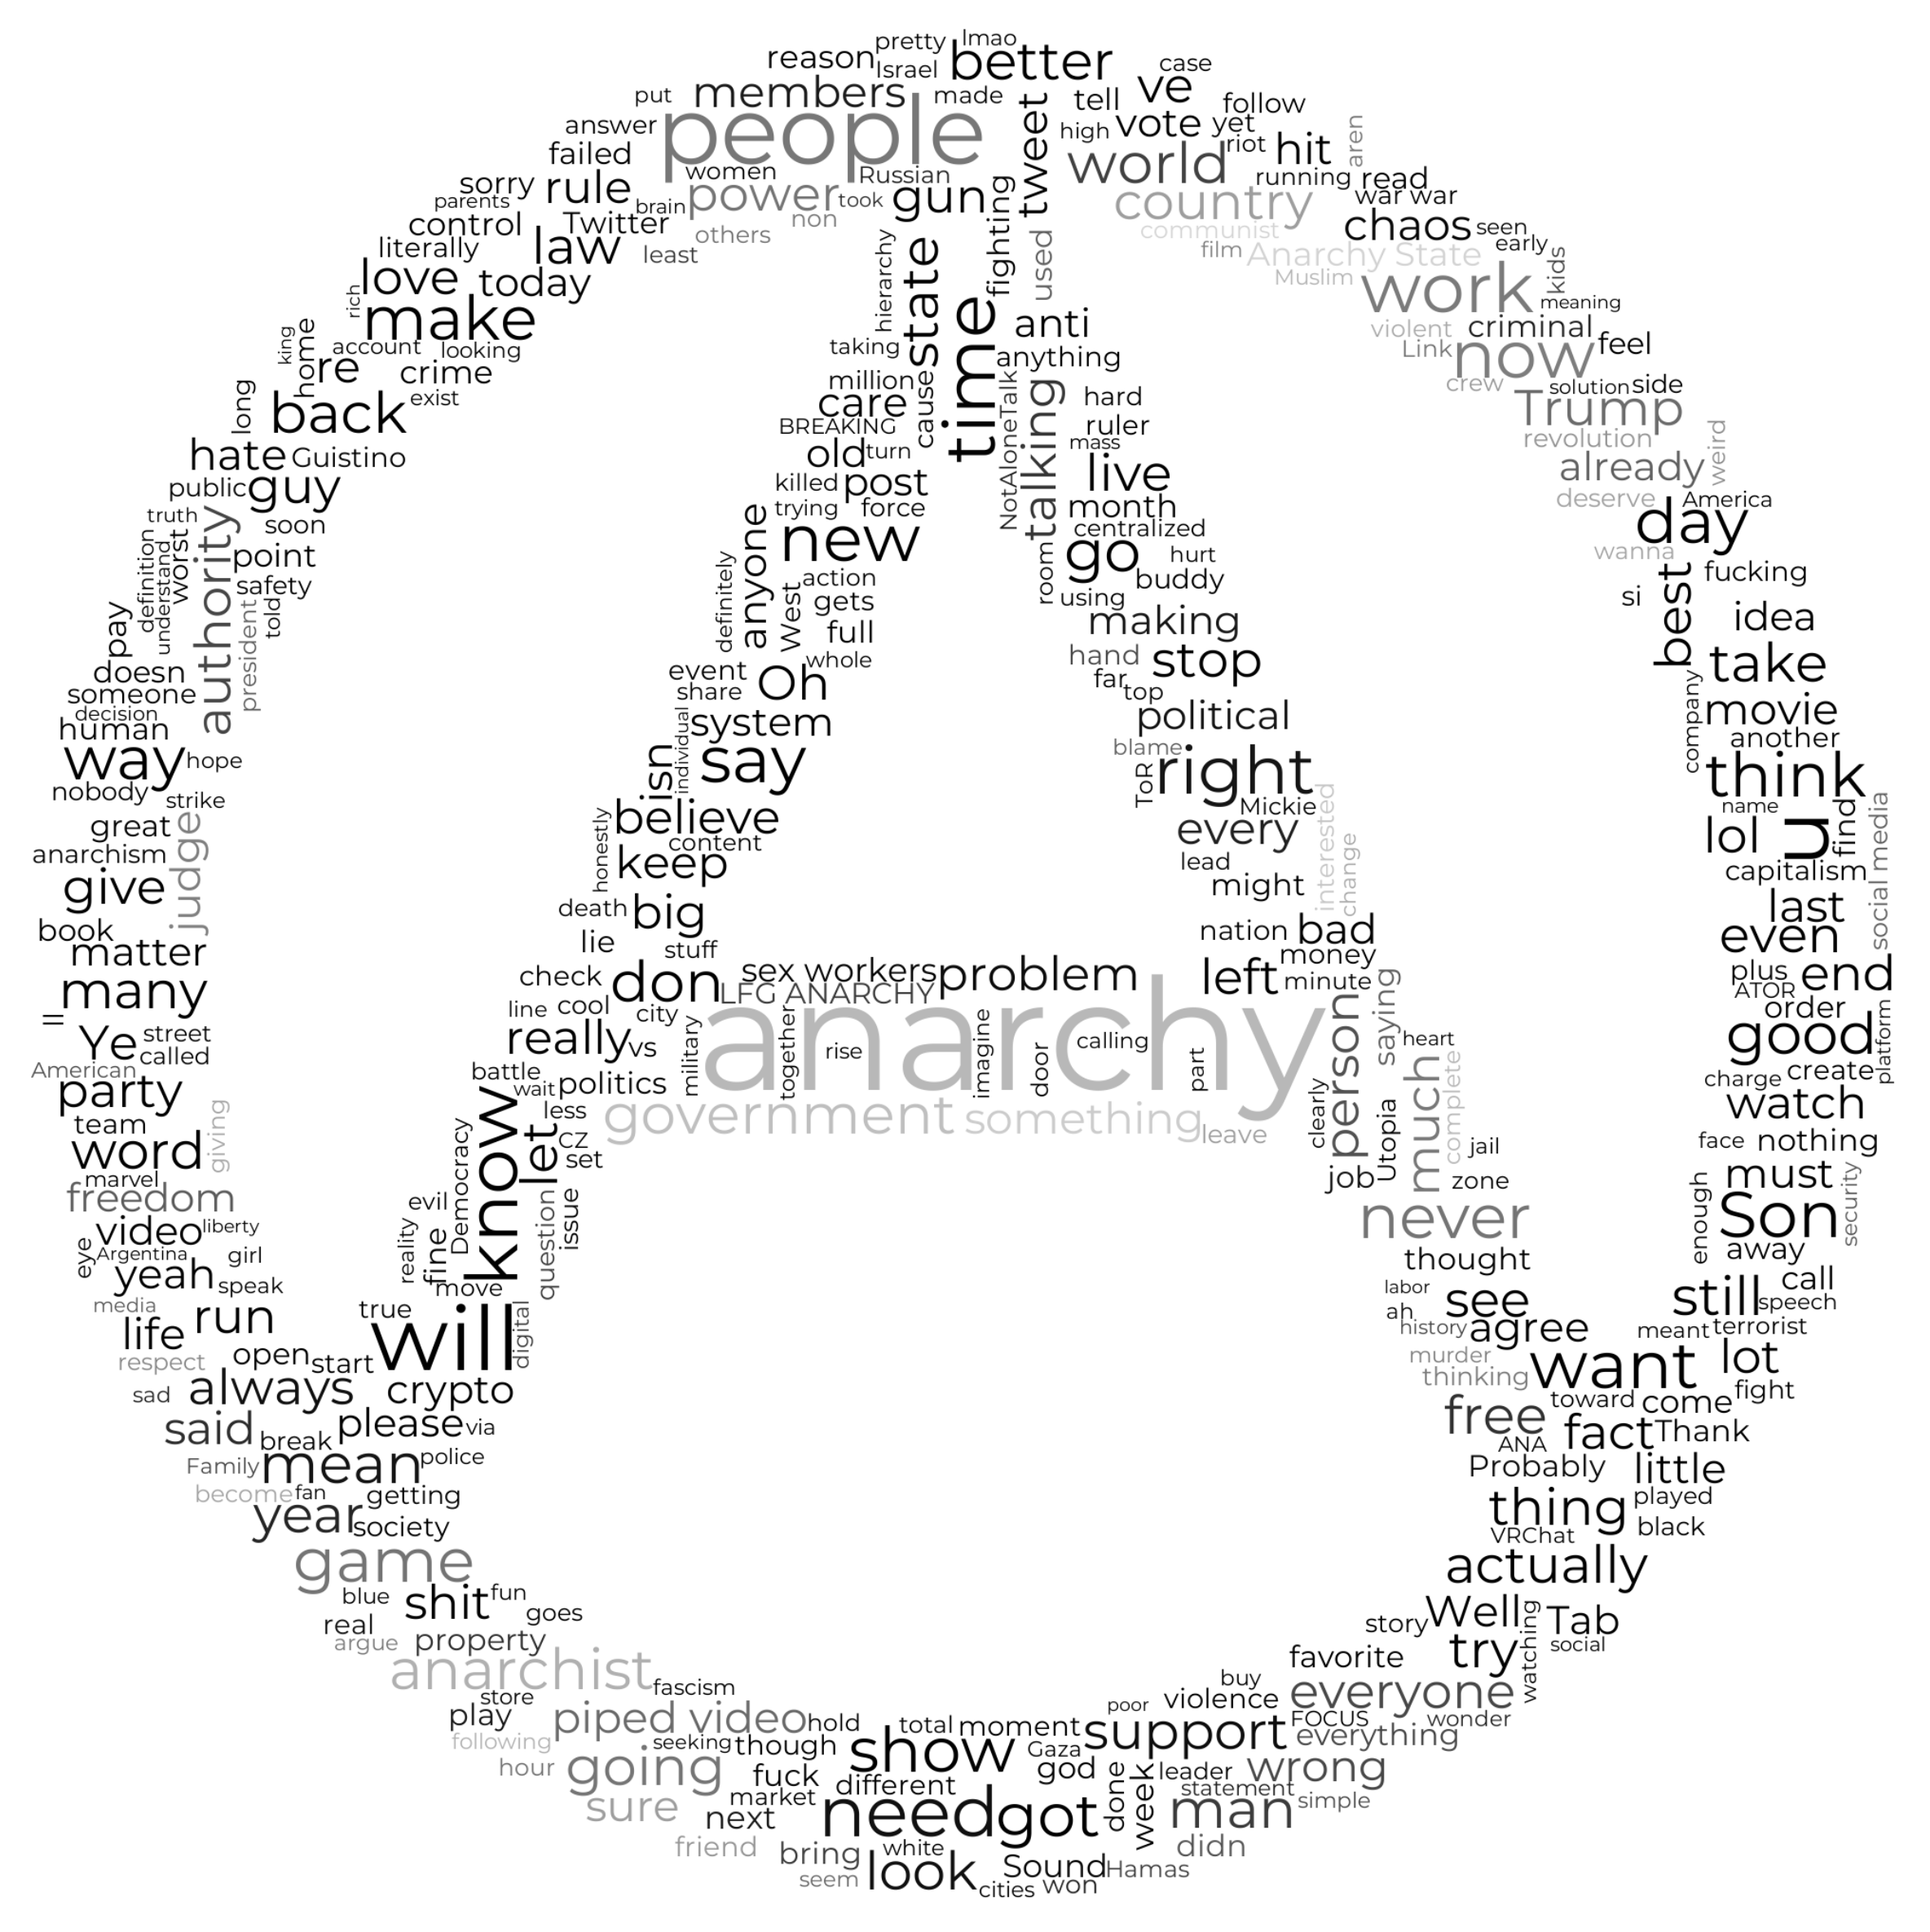 pretty lmao
reason Israel better case
put members made tell ve follow
answer people tweet high vote yet
failed women Russian world riot hit aren
sorry rule power took gun running read
parents brain non fighting country war war
control Twitter others communist chaos seen
literally law least hierarchy state used film Anarchy State early
love today Muslim work kids
rich make time anti meaning
king home account looking taking anything violent criminal
re crime million cause Link now feel
long back exist care NotAloneTalk talking hard crew solution side
BREAKING ruler Trump
hate Guistino old turn mass revolution weird
public guy killed post live already
truth soon trying force month deserve America
definition understand worst authority point anyone new centralized day
safety definitely West action room go hurt wanna
pay president told gets using buddy si best fucking
doesn full making idea
someone event whole hand stop take
decision share Oh far top company
human individual system political movie
way hope isn say blame another
nobody strike ToR right think
great judge honestly believe Mickie interested name
anarchism content every change lol u find
give keep lead capitalism social media
book death big might last
matter lie stuff nation bad even
many check don sex workers problem left money plus end
= line cool city LFG ANARCHY minute ATOR
Ye street really vs military together anarchy person saying order
called rise imagine door calling part heart good platform
American battle politics charge create
party wait know less government something leave clearly Utopia much complete watch
team let CZ jail face nothing
word giving Democracy set job zone must
marvel
freedom evil question issue never enough Son security
video liberty reality fine thought away
eye Argentina girl
yeah speak move labor see still call
media true will digital ah speech
life run history agree meant terrorist
respect open start murder want lot
sad always crypto thinking toward come fight
said break please via free fact Thank
Family mean police ANA Probably little
become fan getting thing played
year society VRChat black
game actually
blue shit fun Well Tab
real goes story watching social
argue property try
anarchist favorite
store fascism buy
play piped video hold poor violence everyone
following seeking though total moment support FOCUS wonder
hour going show Gaza everything
fuck different god done week leader wrong
sure market need got statement simple
next man
friend bring white didn
seem look Sound Hamas
cities won